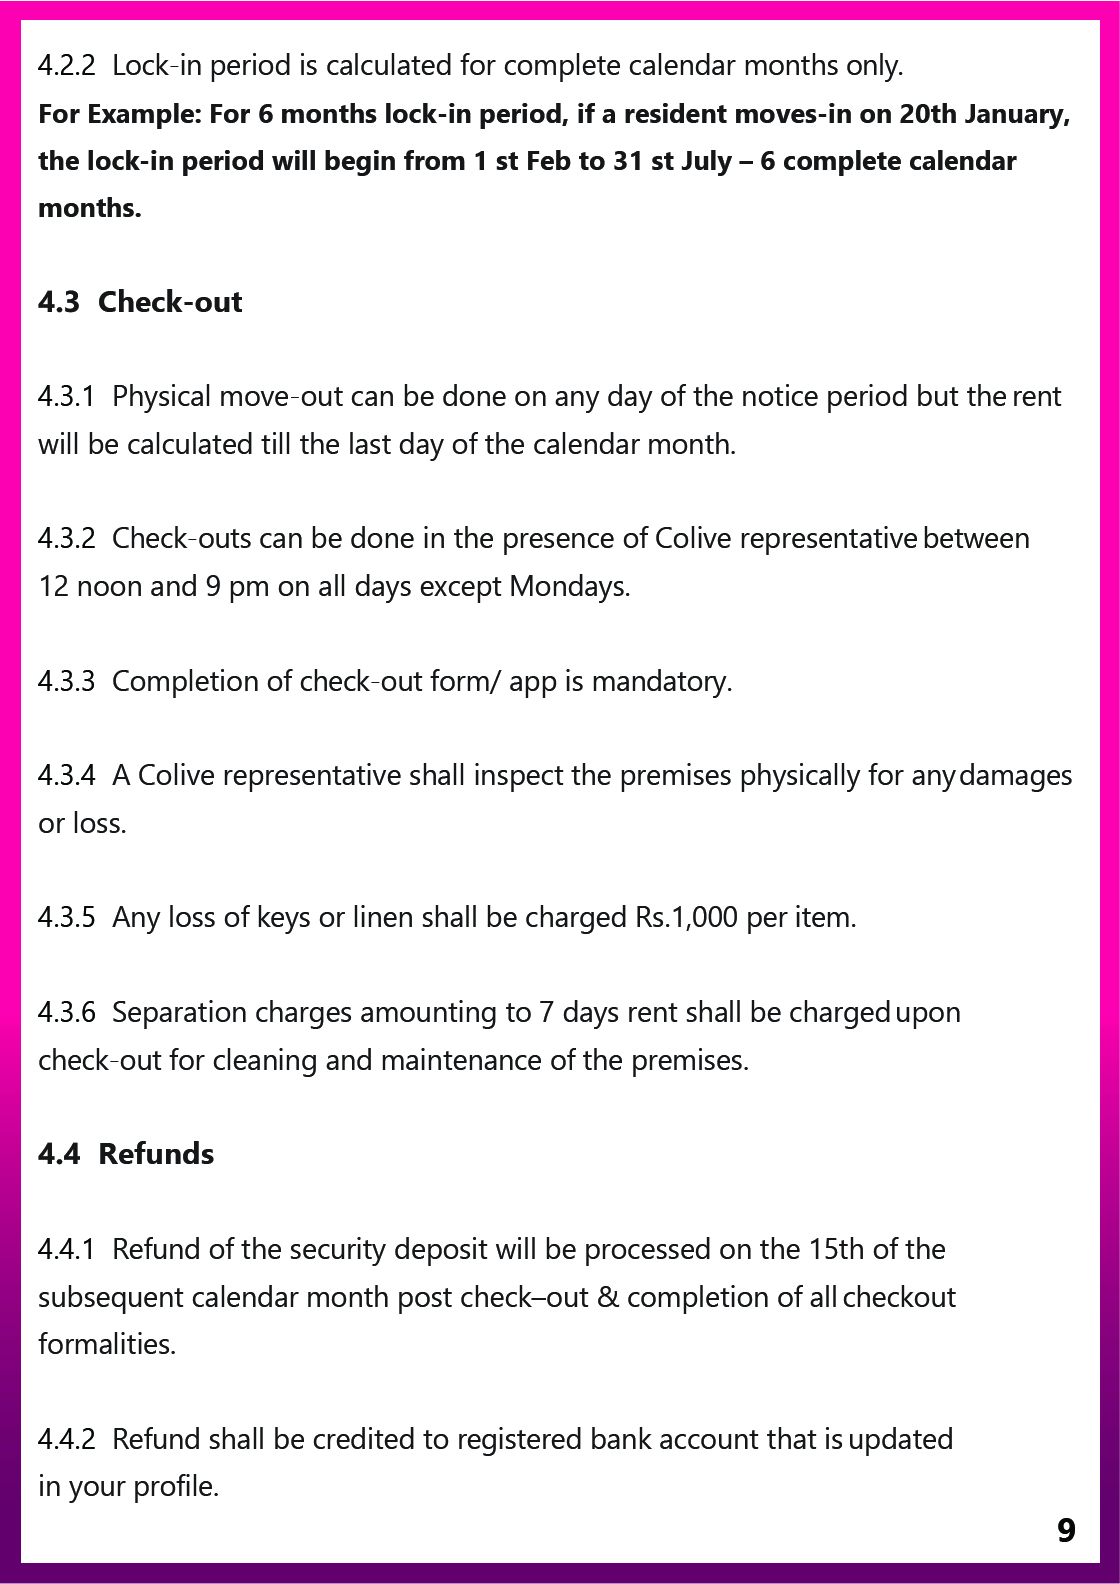 4.2.2 Lock-in period is calculated for complete calendar months only.
For Example: For 6 months lock-in period, if a resident moves-in on 20th January,
the lock-in period will begin from 1 st Feb to 31 st July – 6 complete calendar
months.
4.3 Check-out
4.3.1 Physical move-out can be done on any day of the notice period but the rent
will be calculated till the last day of the calendar month.
4.3.2 Check-outs can be done in the presence of Colive representative between
12 noon and 9 pm on all days except Mondays.
4.3.3 Completion of check-out form/ app is mandatory.
4.3.4 A Colive representative shall inspect the premises physically for any damages
or loss.
4.3.5 Any loss of keys or linen shall be charged Rs.1,000 per item.
4.3.6 Separation charges amounting to 7 days rent shall be charged upon
check-out for cleaning and maintenance of the premises.
4.4 Refunds
4.4.1 Refund of the security deposit will be processed on the 15th of the
subsequent calendar month post check–out & completion of all checkout
formalities.
4.4.2 Refund shall be credited to registered bank account that is updated
in your profile.
9